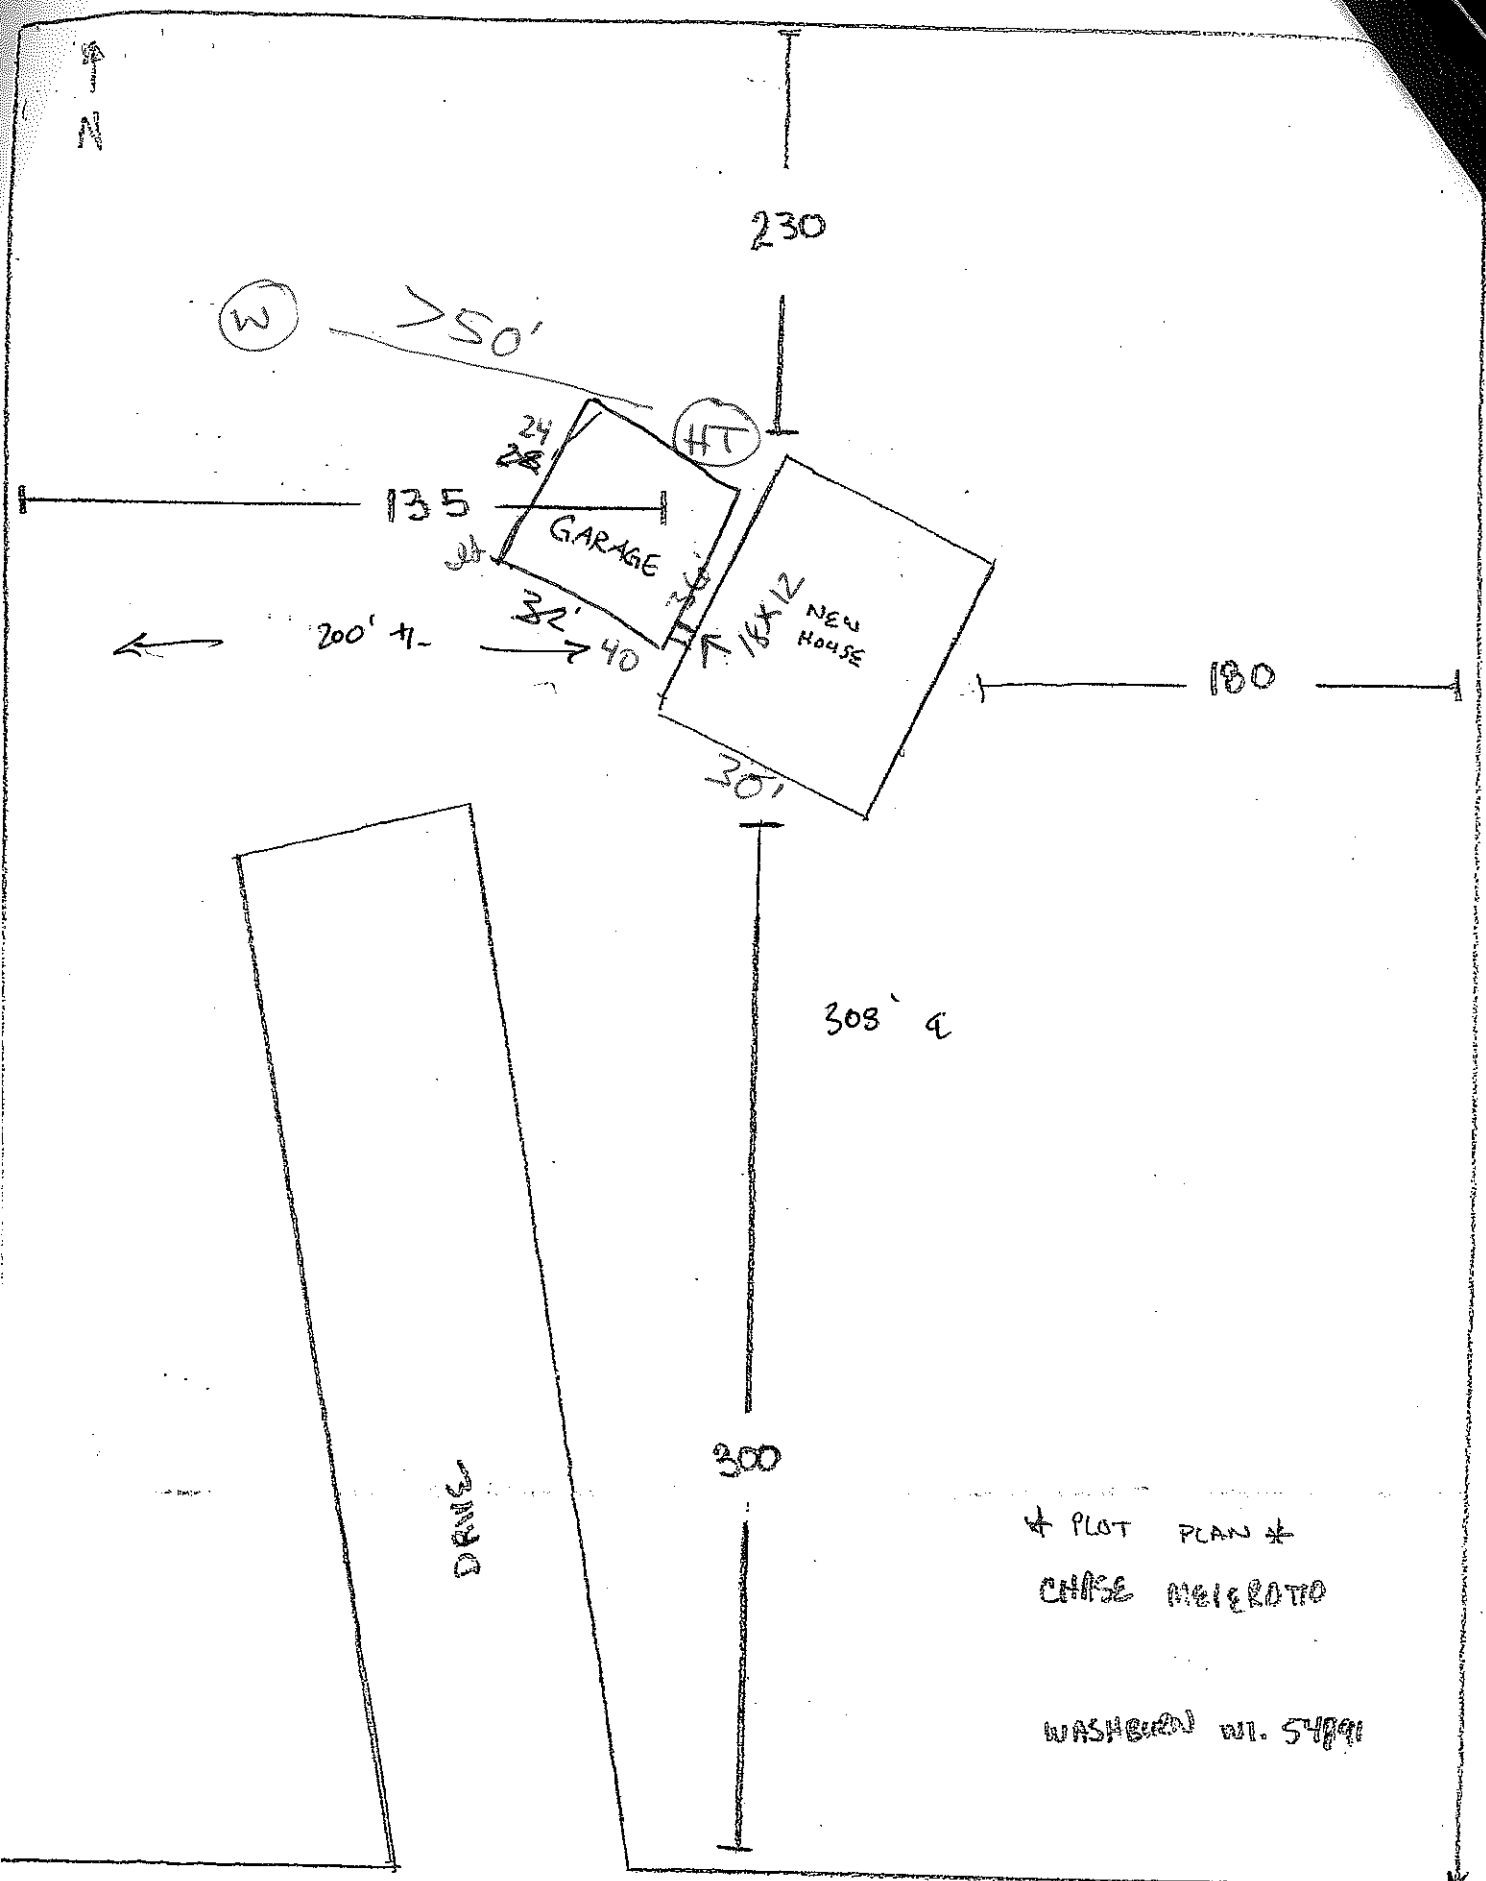 N
230
W
>50'
HT
24
28
135
GARAGE
36'
18x12
NEW
HOUSE
32'
40
200' +/-
180
30'
308' ℄
300
DRIVE
* PLOT PLAN *
CHASE
WASHBURN WI. 54891